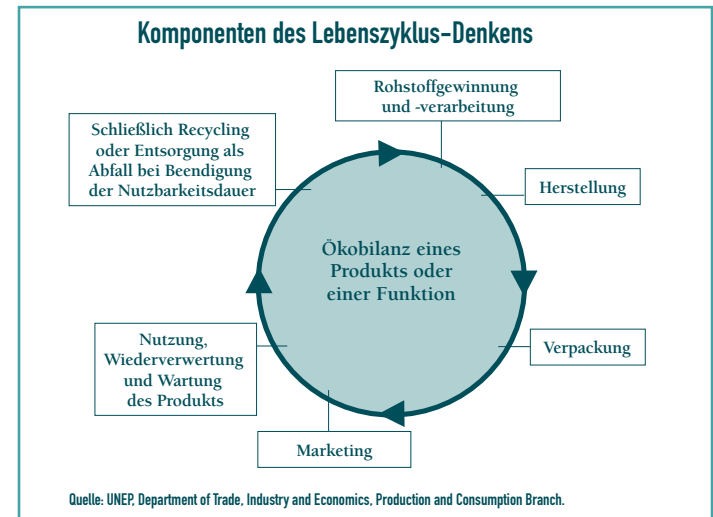 Komponenten des Lebenszyklus-Denkens
Rohstoffgewinnung
und -verarbeitung
Schließlich Recycling
oder Entsorgung als
Abfall bei Beendigung
der Nutzbarkeitsdauer
Herstellung
Ökobilanz eines
Produkts oder
einer Funktion
Nutzung,
Wiederverwertung
und Wartung
des Produkts
Verpackung
Marketing
Quelle: UNEP, Department of Trade, Industry and Economics, Production and Consumption Branch.